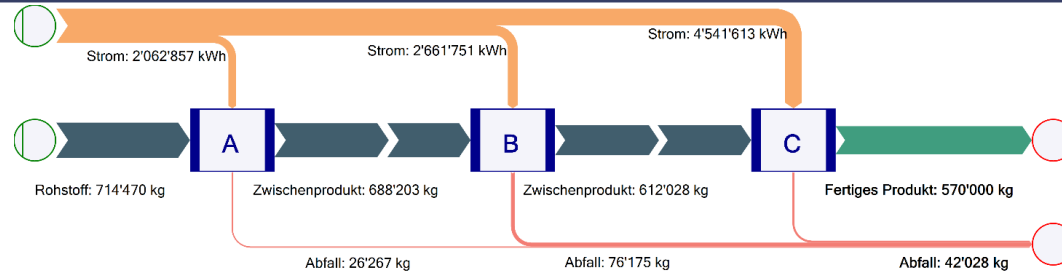 Strom: 2'062'857 kWh
Strom: 2'661'751 kWh
Strom: 4'541'613 kWh
A
B
C
Rohstoff: 714'470 kg
Zwischenprodukt: 688'203 kg
Zwischenprodukt: 612'028 kg
Fertiges Produkt: 570'000 kg
Abfall: 26'267 kg
Abfall: 76'175 kg
Abfall: 42'028 kg